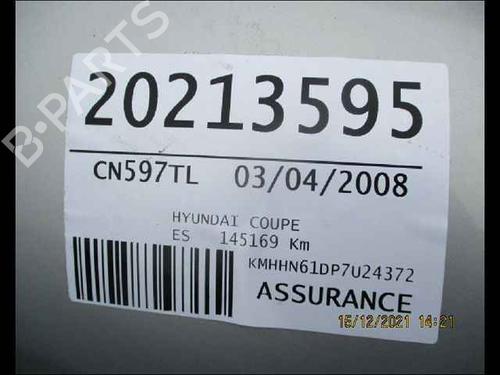 B-PARTS
20213595
CN597TL 03/04/2008
HYUNDAI COUPE
ES 145169 Km
KMHHN61DP7U24372
ASSURANCE
15/12/2021 14:21